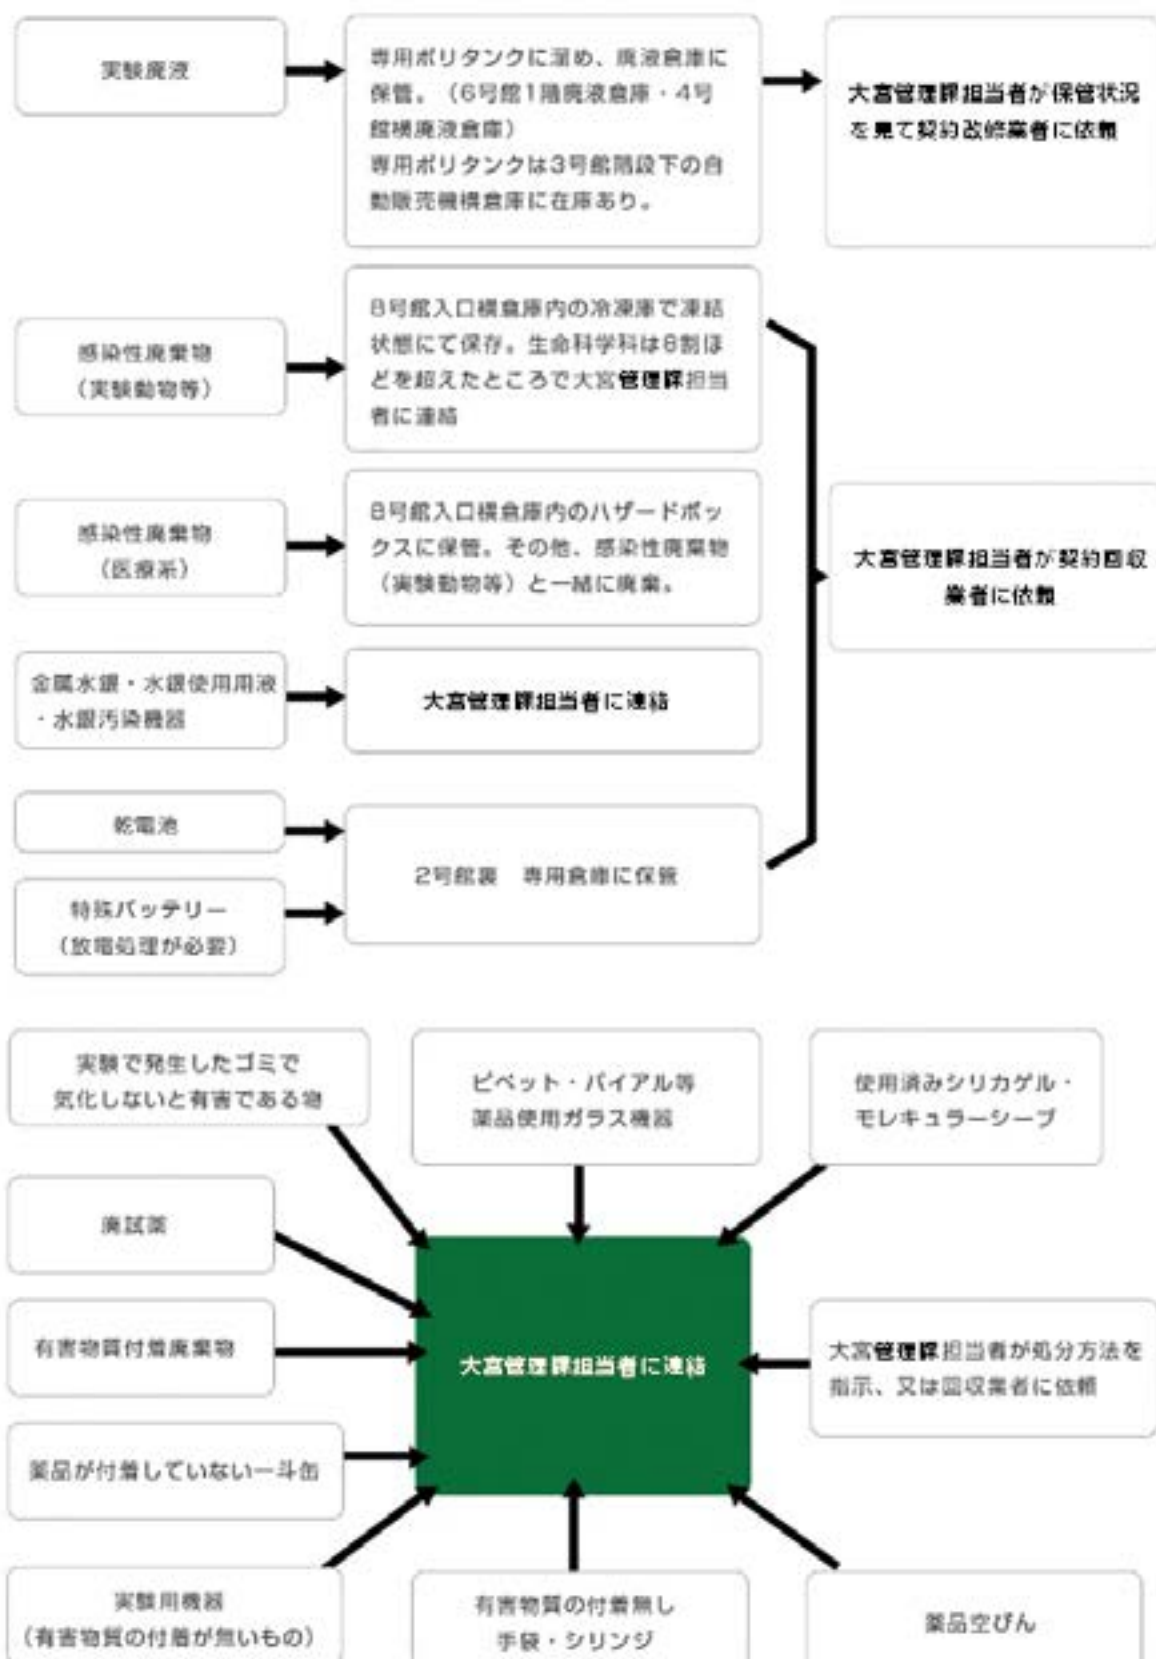 実験廃液
専用ポリタンクに溜め、廃液倉庫に
保管。（6号館1階廃液倉庫・4号
館横廃液倉庫）
専用ポリタンクは3号館階段下の自
動販売機横倉庫に在庫あり。
大宮管理課担当者が保管状況
を見て契約改修業者に依頼
感染性廃棄物
（実験動物等）
8号館入口横倉庫内の冷凍庫で凍結
状態にて保存。生命科学科は8割ほ
どを超えたところで大宮管理課担当
者に連絡
感染性廃棄物
（医療系）
8号館入口横倉庫内のハザードボッ
クスに保管。その他、感染性廃棄物
（実験動物等）と一緒に廃棄。
大宮管理課担当者が契約回収
業者に依頼
金属水銀・水銀使用用液
・水銀汚染機器
大宮管理課担当者に連絡
乾電池
特殊バッテリー
（放電処理が必要）
2号館裏　専用倉庫に保管
実験で発生したゴミで
気化しないと有害である物
ピペット・バイアル等
薬品使用ガラス機器
使用済みシリカゲル・
モレキュラーシーブ
廃試薬
有害物質付着廃棄物
大宮管理課担当者に連絡
大宮管理課担当者が処分方法を
指示、又は回収業者に依頼
薬品が付着していない一斗缶
実験用機器
（有害物質の付着が無いもの）
有害物質の付着無し
手袋・シリンジ
薬品空びん